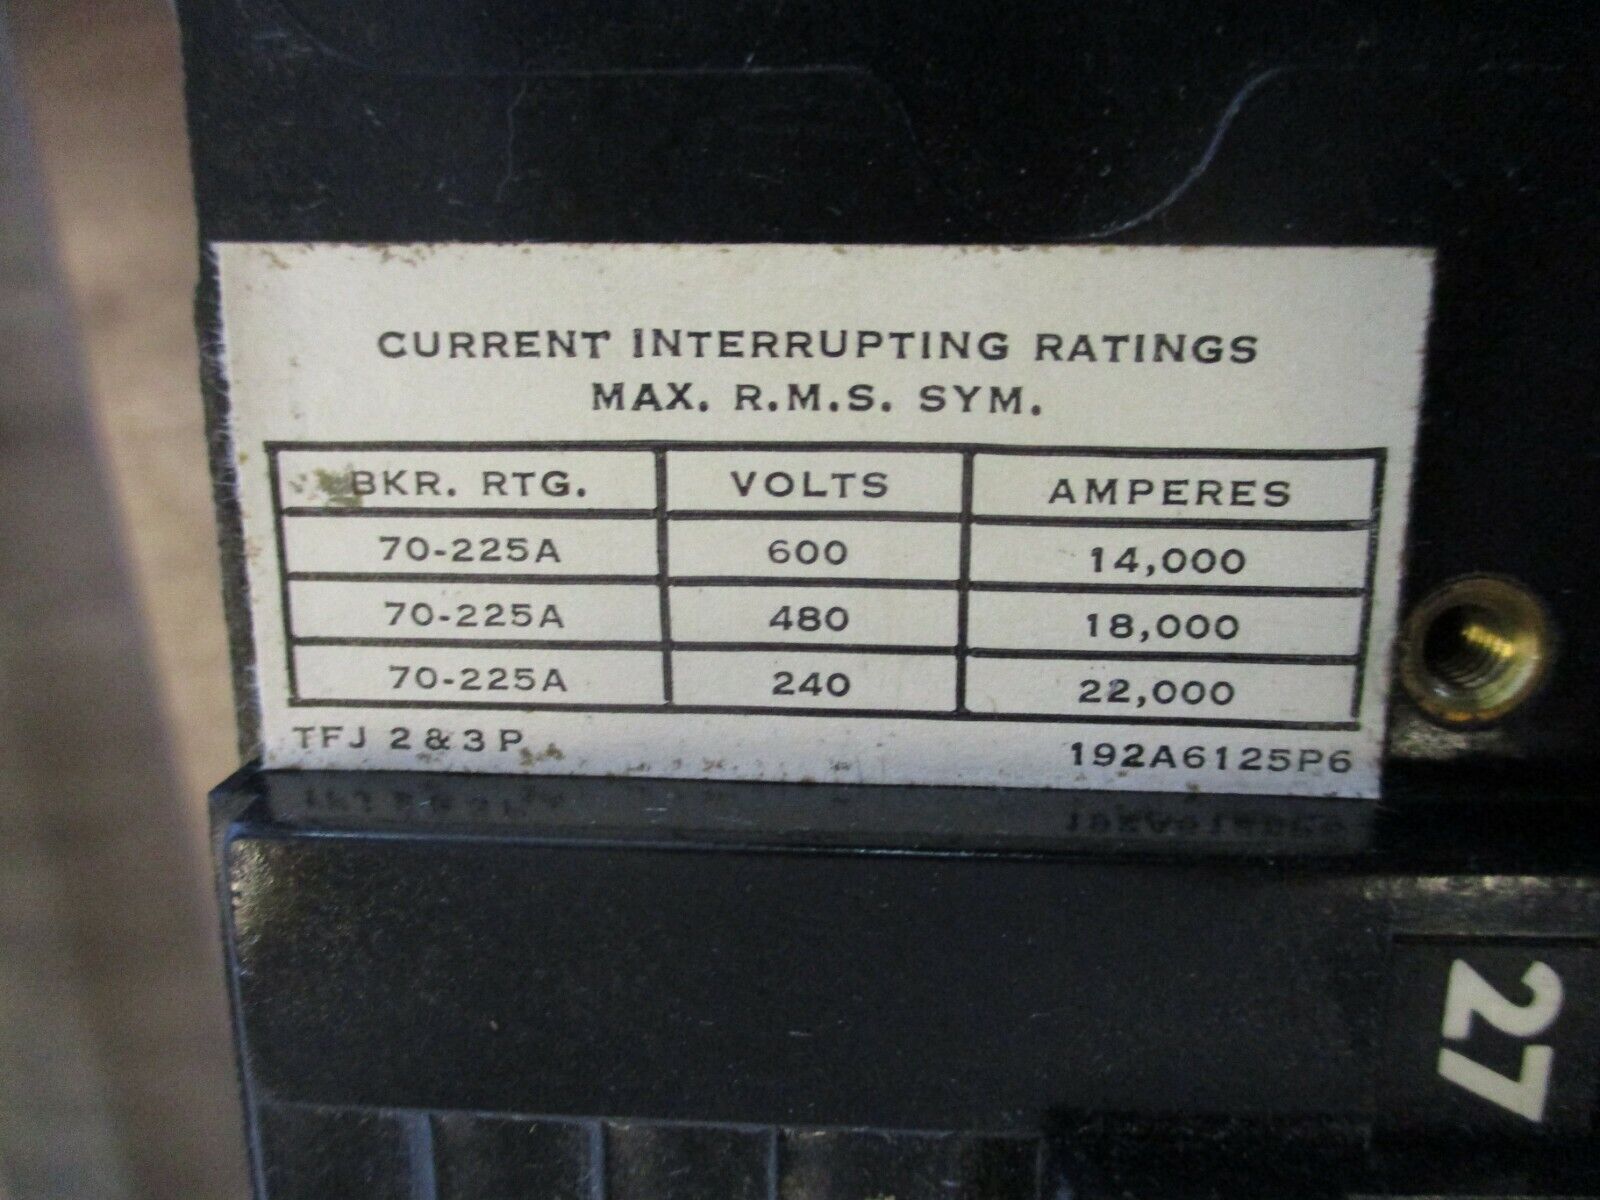 CURRENT INTERRUPTING RATINGS
MAX. R.M.S. SYM.
BKR. RTG. VOLTS AMPERES
70-225A 600 14,000
70-225A 480 18,000
70-225A 240 22,000
TFJ 2 & 3 P 192A6125P6
27